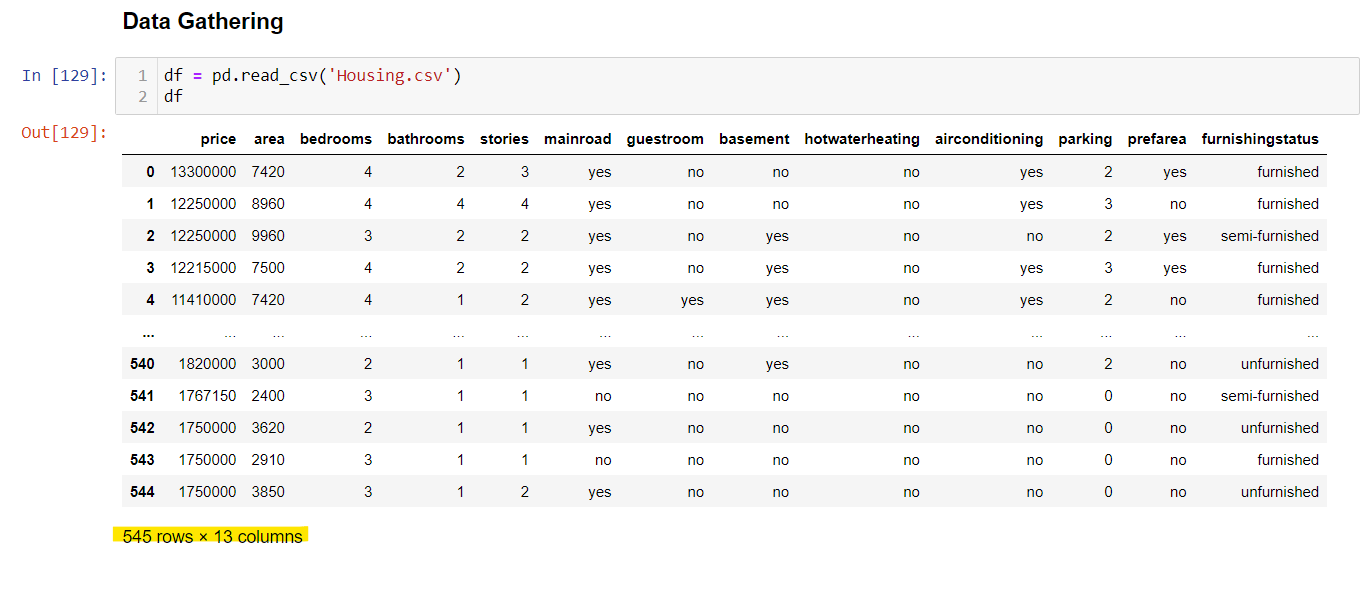 Data Gathering
In [129]: 1 df = pd.read_csv('Housing.csv')
2 df
Out[129]:
price area bedrooms bathrooms stories mainroad guestroom basement hotwaterheating airconditioning parking prefarea furnishingstatus
0 13300000 7420 4 2 3 yes no no no yes 2 yes furnished
1 12250000 8960 4 4 4 yes no no no yes 3 no furnished
2 12250000 9960 3 2 2 yes no yes no no 2 yes semi-furnished
3 12215000 7500 4 2 2 yes no yes no yes 3 yes furnished
4 11410000 7420 4 1 2 yes yes yes no yes 2 no furnished
... ... ... ... ... ... ... ... ... ... ... ... ... ...
540 1820000 3000 2 1 1 yes no yes no no 2 no unfurnished
541 1767150 2400 3 1 1 no no no no no 0 no semi-furnished
542 1750000 3620 2 1 1 yes no no no no 0 no unfurnished
543 1750000 2910 3 1 1 no no no no no 0 no furnished
544 1750000 3850 3 1 2 yes no no no no 0 no unfurnished
545 rows × 13 columns